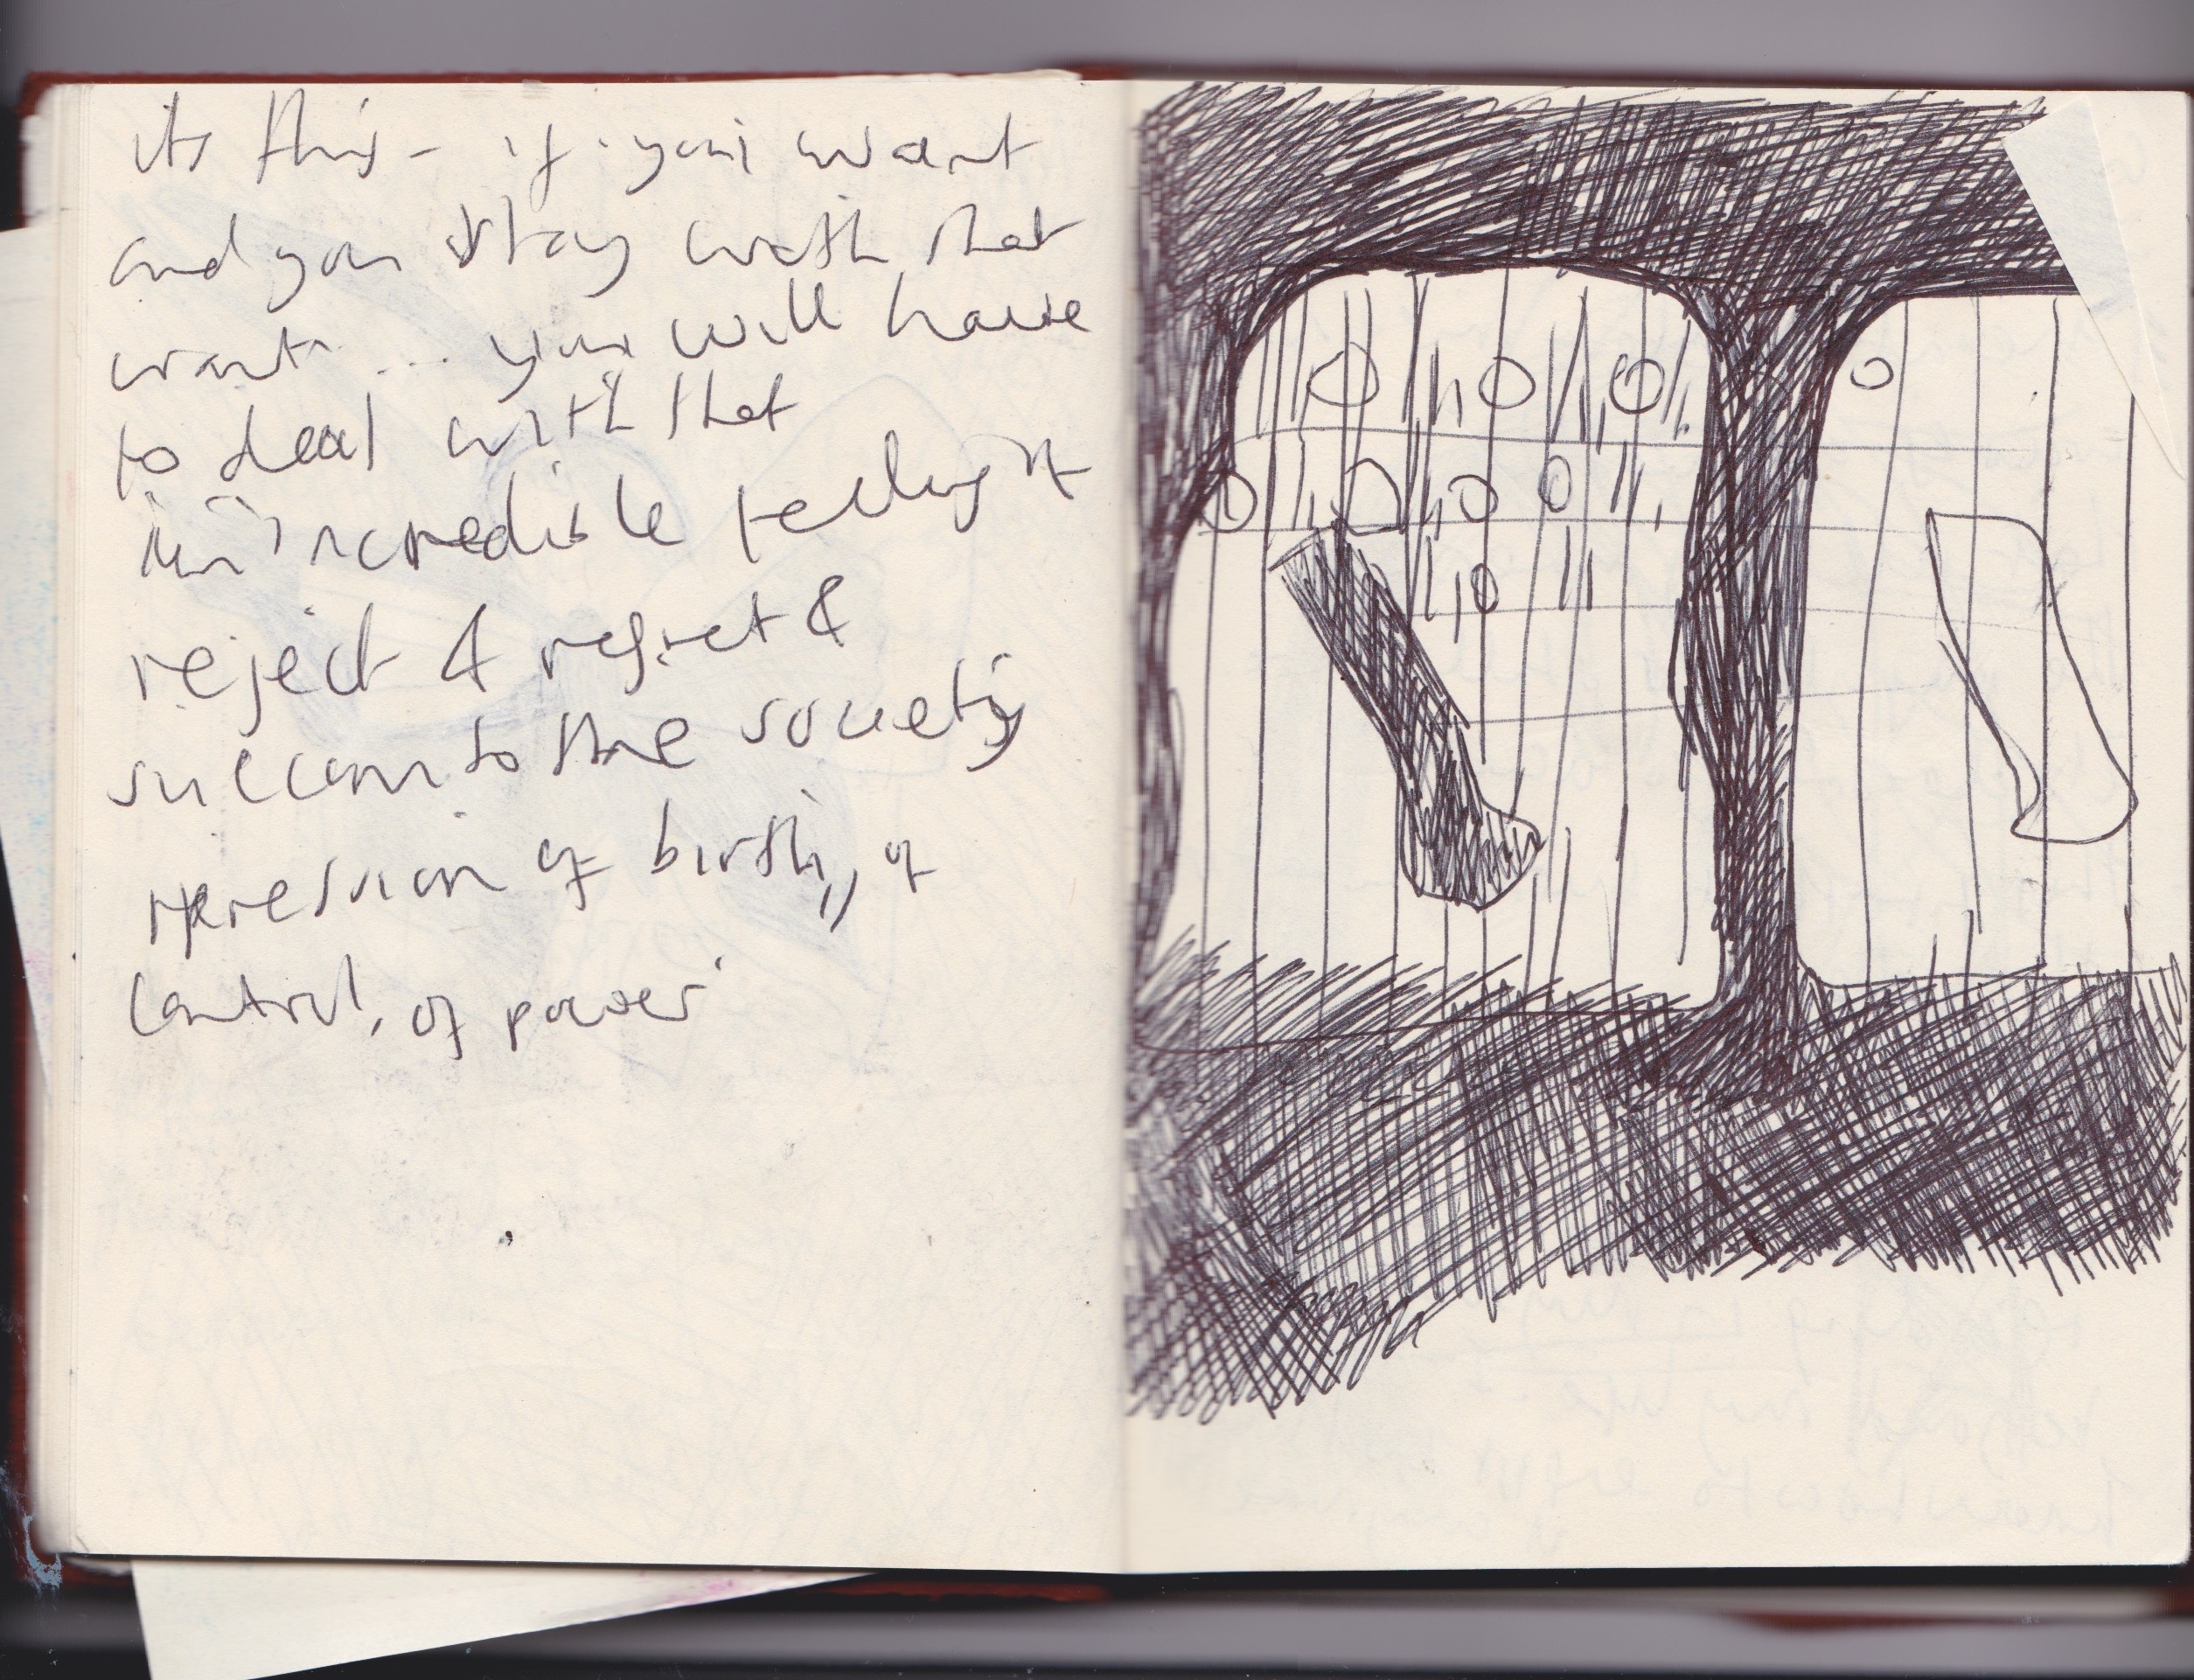 its this - if you want
and you stay with that
want ... you will have
to deal with that
incredible feeling of
reject & regret &
succum to the society
repression of birth, of
control, of power